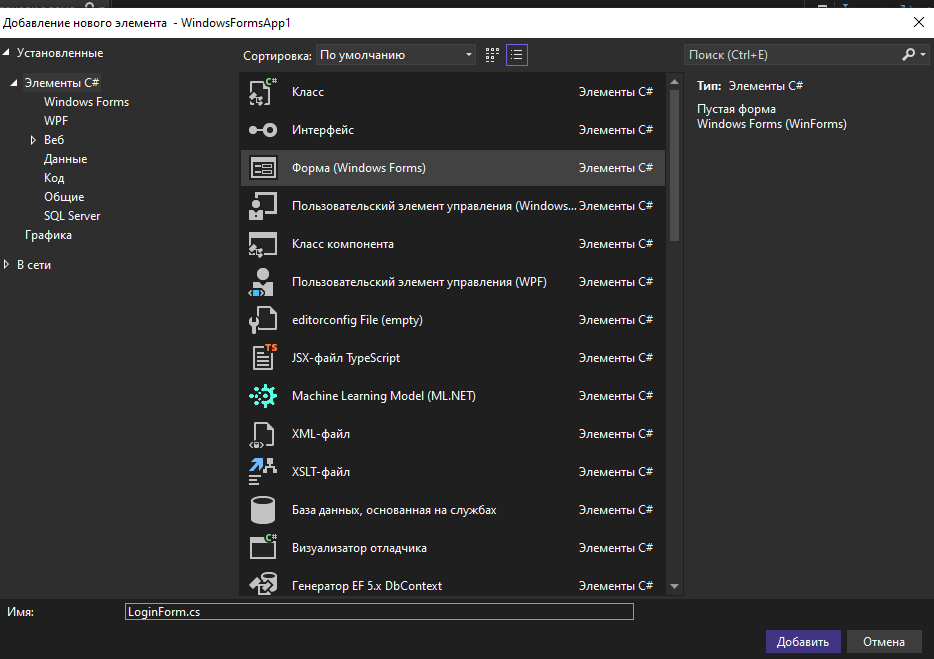 Добавление нового элемента - WindowsFormsApp1
Установленные
Элементы C#
Windows Forms
WPF
Веб
Данные
Код
Общие
SQL Server
Графика
В сети
Сортировка: По умолчанию
Поиск (Ctrl+E)
C#
Класс Элементы C#
Интерфейс Элементы C#
Форма (Windows Forms) Элементы C#
Пользовательский элемент управления (Windows... Элементы C#
Класс компонента Элементы C#
Пользовательский элемент управления (WPF) Элементы C#
editorconfig File (empty) Элементы C#
TS
JSX-файл TypeScript Элементы C#
Machine Learning Model (ML.NET) Элементы C#
XML-файл Элементы C#
XSLT-файл Элементы C#
База данных, основанная на службах Элементы C#
C#
Визуализатор отладчика Элементы C#
Генератор EF 5.x DbContext Элементы C#
Тип: Элементы C#
Пустая форма
Windows Forms (WinForms)
Имя: LoginForm.cs
Добавить Отмена